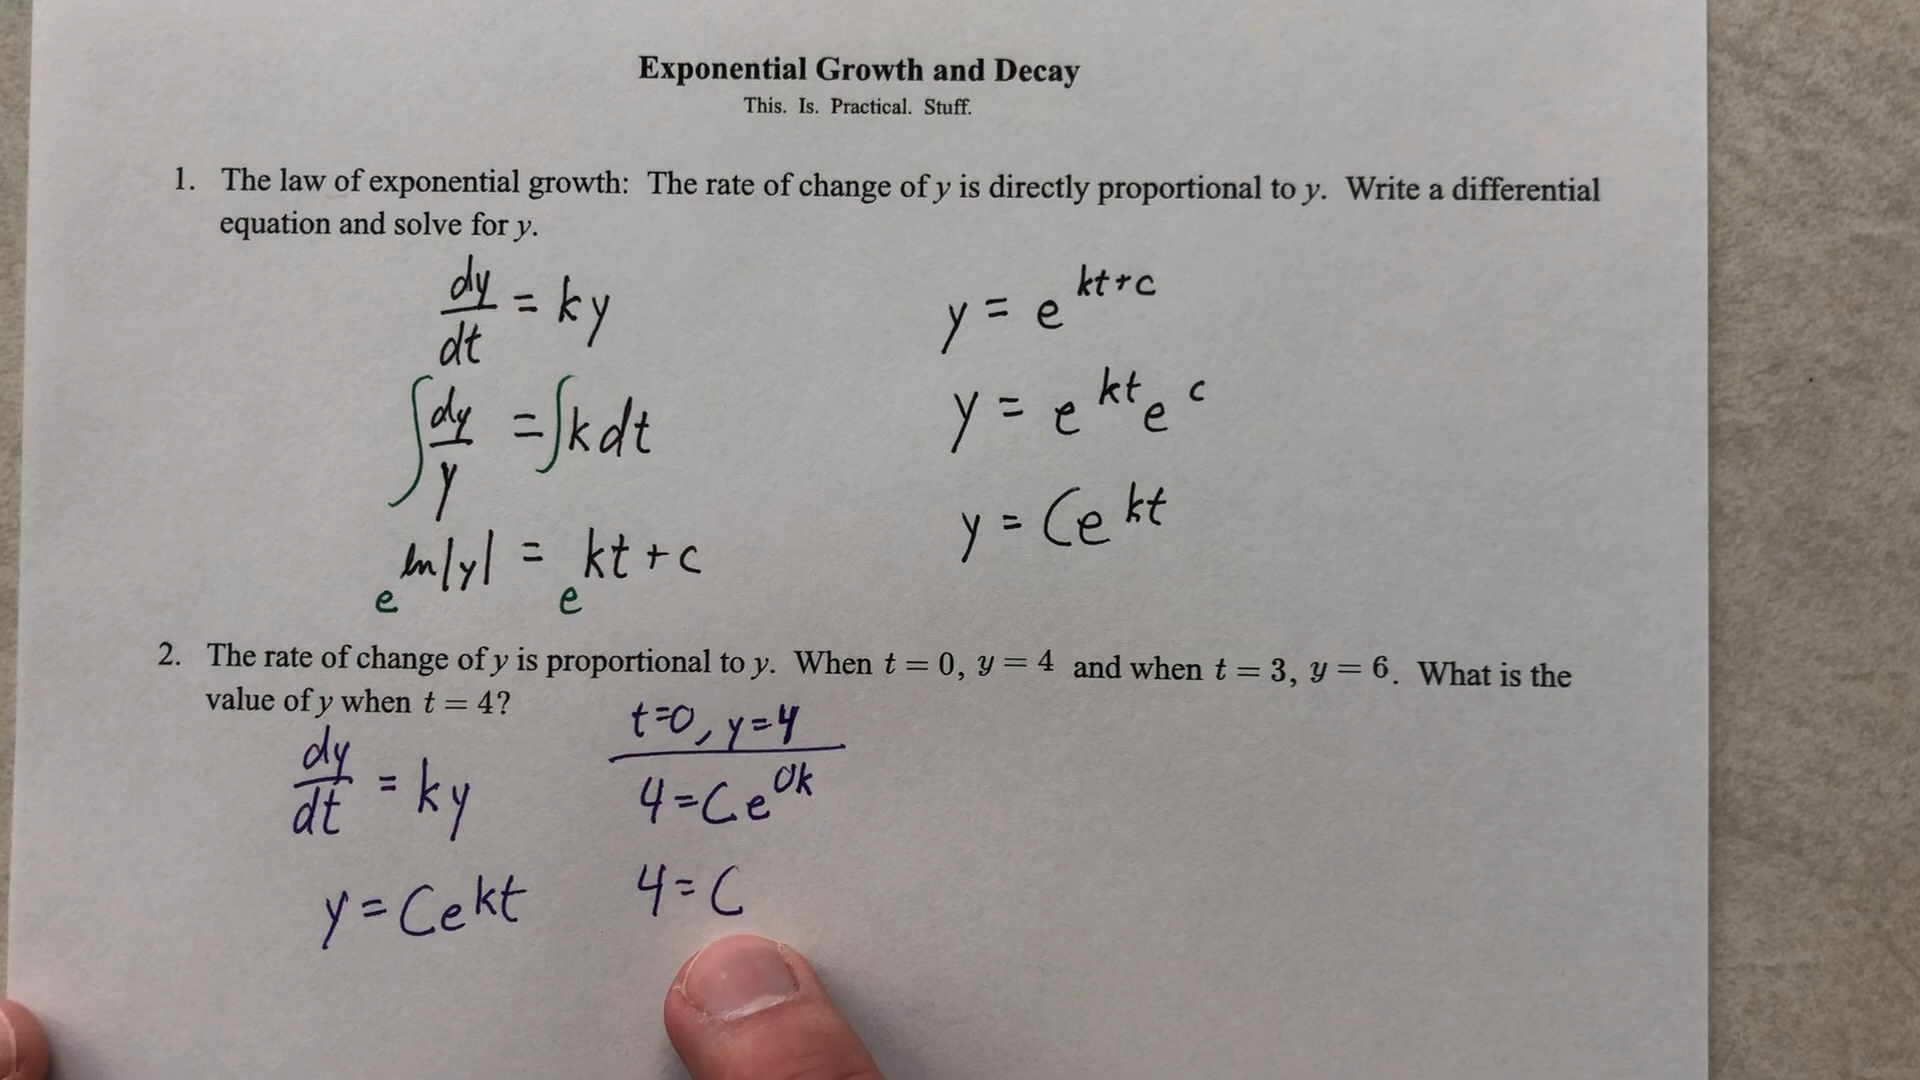 Exponential Growth and Decay
This. Is. Practical. Stuff.
1. The law of exponential growth: The rate of change of y is directly proportional to y. Write a differential
equation and solve for y.
dy/dt = ky
∫dy/y = ∫k dt
e^ln|y| = e^kt+c
y = e^kt+c
y = e^kt e^c
y = Ce^kt
2. The rate of change of y is proportional to y. When t = 0, y = 4 and when t = 3, y = 6. What is the
value of y when t = 4?
dy/dt = ky
y = Ce^kt
t=0, y=4
4=Ce^0k
4=C